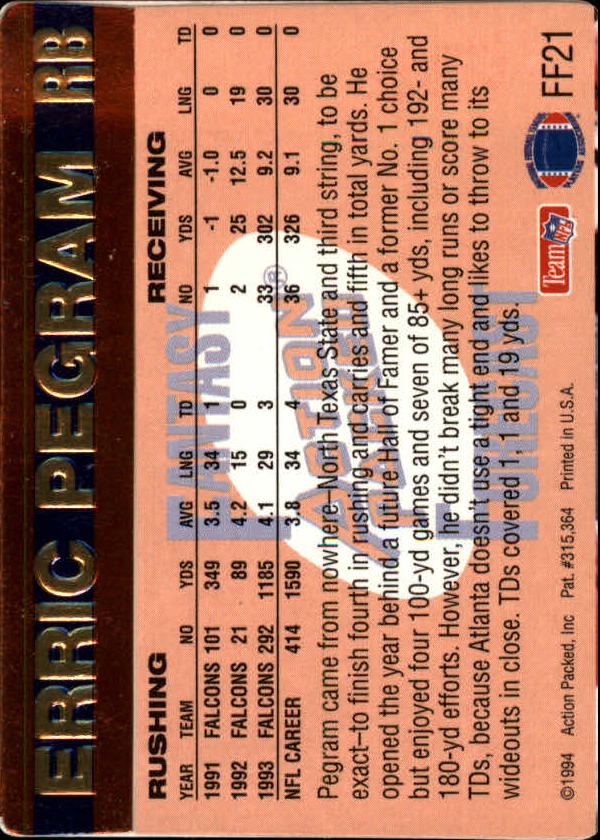 ERRIC PEGRAM RB
RUSHING RECEIVING
YEAR TEAM NO YDS AVG LNG TD NO YDS AVG LNG TD
1991 FALCONS 101 349 3.5 34 1 1 -1 -1.0 0 0
1992 FALCONS 21 89 4.2 15 0 2 25 12.5 19 0
1993 FALCONS 292 1185 4.1 29 3 33 302 9.2 30 0
NFL CAREER 414 1590 3.8 34 4 36 326 9.1 30 0
FANTASY
ACTION PACKED ®
FORECAST
Pegram came from nowhere–North Texas State and third string, to be
exact–to finish fourth in rushing and carries and fifth in total yards. He
opened the year behind a future Hall of Famer and a former No. 1 choice
but enjoyed four 100-yd games and seven of 85+ yds, including 192- and
180-yd efforts. However, he didn't break many long runs or score many
TDs, because Atlanta doesn't use a tight end and likes to throw to its
wideouts in close. TDs covered 1, 1 and 19 yds.
Team NFL
FF21
©1994 Action Packed, Inc Pat. #315,364 Printed in U.S.A.